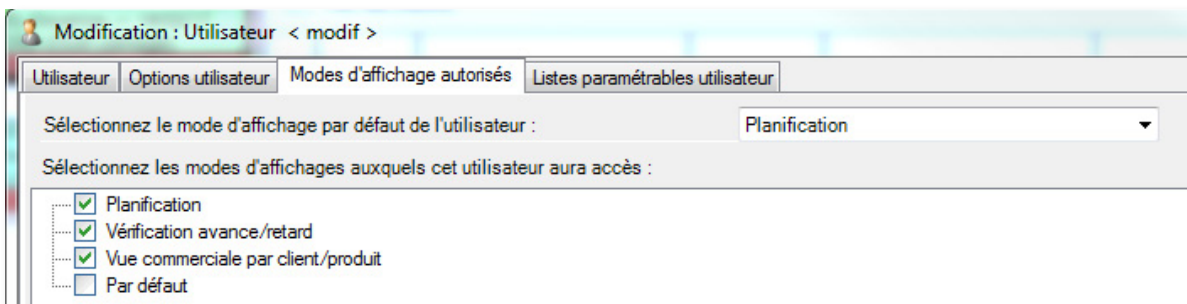 Modification : Utilisateur < modif >
Utilisateur Options utilisateur Modes d'affichage autorisés Listes paramétrables utilisateur
Sélectionnez le mode d'affichage par défaut de l'utilisateur : Planification
Sélectionnez les modes d'affichages auxquels cet utilisateur aura accès :
Planification
Vérification avance/retard
Vue commerciale par client/produit
Par défaut